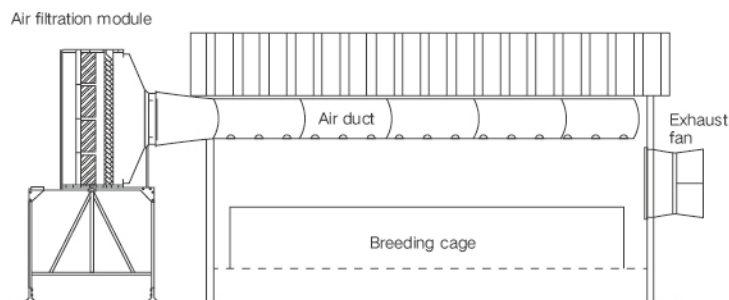 Air filtration module
Air duct
Exhaust
fan
Breeding cage